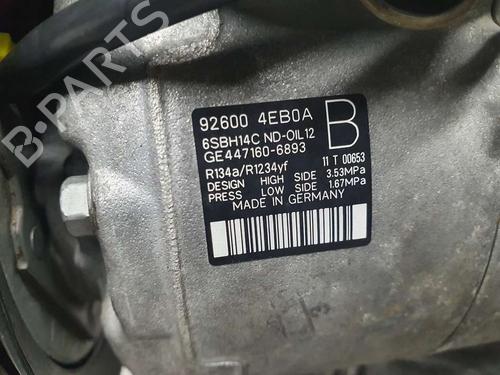 92600 4EB0A
B
6SBH14C ND-OIL12
GE447160-6893
R134a/R1234yf
11 T 00653
DESIGN HIGH SIDE 3.53MPa
PRESS LOW SIDE 1.67MPa
MADE IN GERMANY
B-PARTS